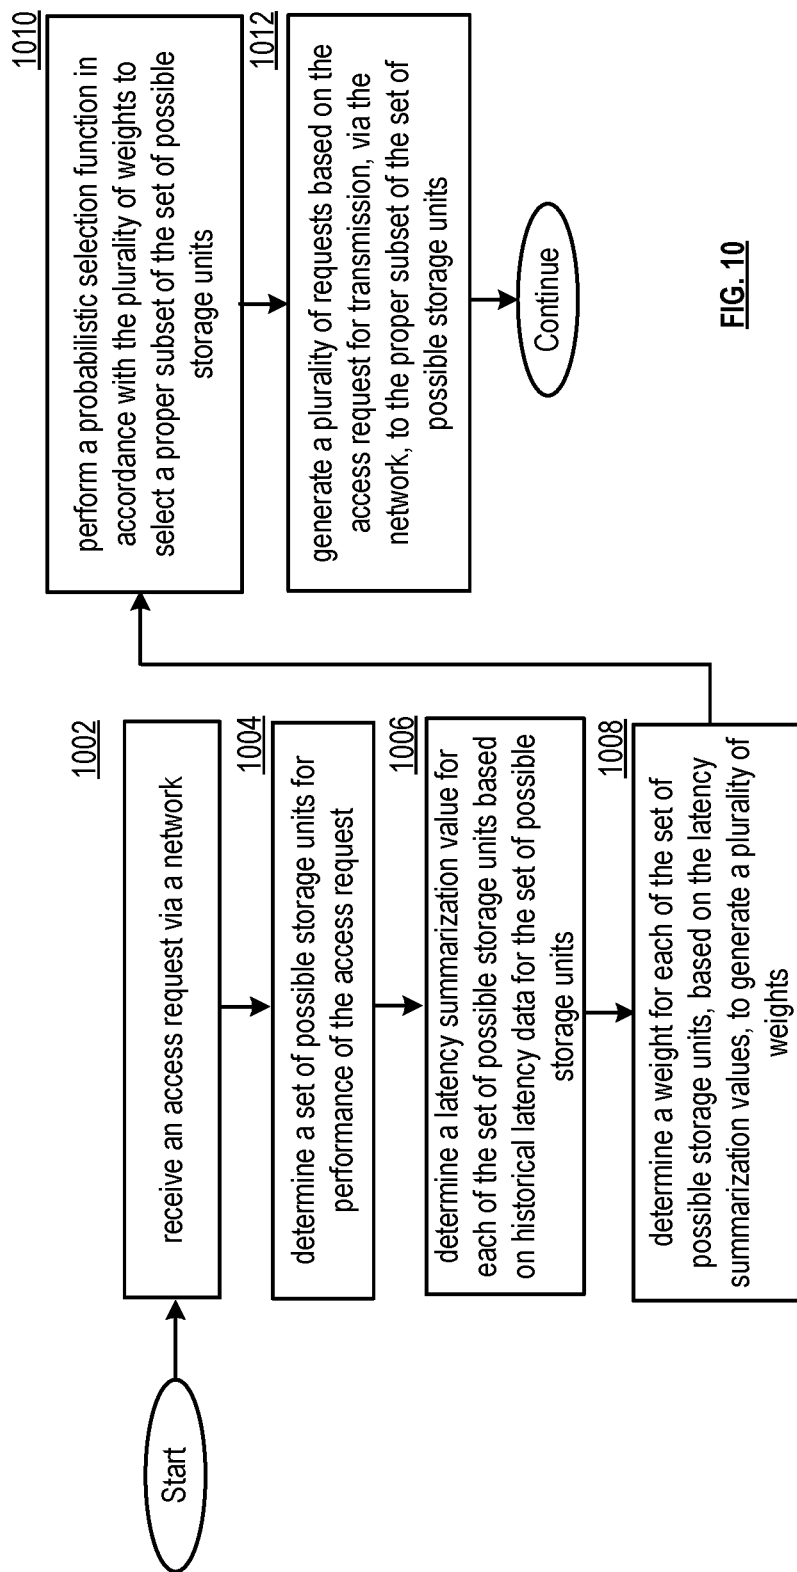 Start
1002
receive an access request via a network
1004
determine a set of possible storage units for
performance of the access request
1006
determine a latency summarization value for
each of the set of possible storage units based
on historical latency data for the set of possible
storage units
1008
determine a weight for each of the set of
possible storage units, based on the latency
summarization values, to generate a plurality of
weights
1010
perform a probabilistic selection function in
accordance with the plurality of weights to
select a proper subset of the set of possible
storage units
1012
generate a plurality of requests based on the
access request for transmission, via the
network, to the proper subset of the set of
possible storage units
Continue
FIG. 10